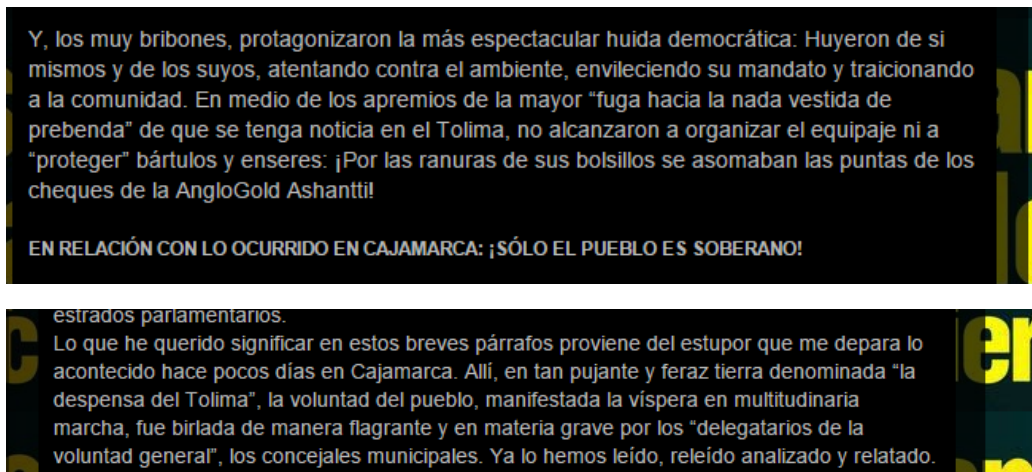 Y, los muy bribones, protagonizaron la más espectacular huida democrática: Huyeron de si
mismos y de los suyos, atentando contra el ambiente, envileciendo su mandato y traicionando
a la comunidad. En medio de los apremios de la mayor “fuga hacia la nada vestida de
prebenda” de que se tenga noticia en el Tolima, no alcanzaron a organizar el equipaje ni a
“proteger” bártulos y enseres: ¡Por las ranuras de sus bolsillos se asomaban las puntas de los
cheques de la AngloGold Ashantti!
EN RELACIÓN CON LO OCURRIDO EN CAJAMARCA: ¡SÓLO EL PUEBLO ES SOBERANO!
estrados parlamentarios.
Lo que he querido significar en estos breves párrafos proviene del estupor que me depara lo
acontecido hace pocos días en Cajamarca. Allí, en tan pujante y feraz tierra denominada “la
despensa del Tolima”, la voluntad del pueblo, manifestada la víspera en multitudinaria
marcha, fue birlada de manera flagrante y en materia grave por los “delegatarios de la
voluntad general”, los concejales municipales. Ya lo hemos leído, releído analizado y relatado.